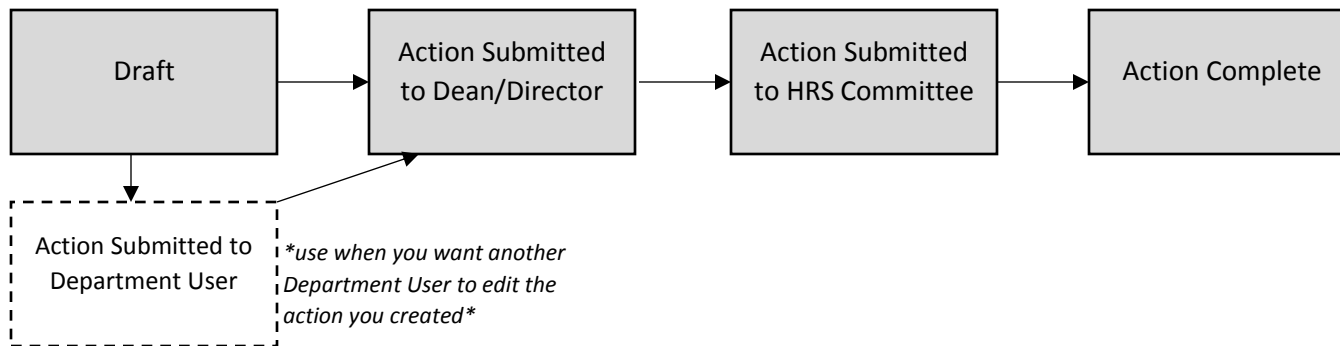 Draft
Action Submitted
to Dean/Director
Action Submitted
to HRS Committee
Action Complete
Action Submitted to
Department User
*use when you want another
Department User to edit the
action you created*